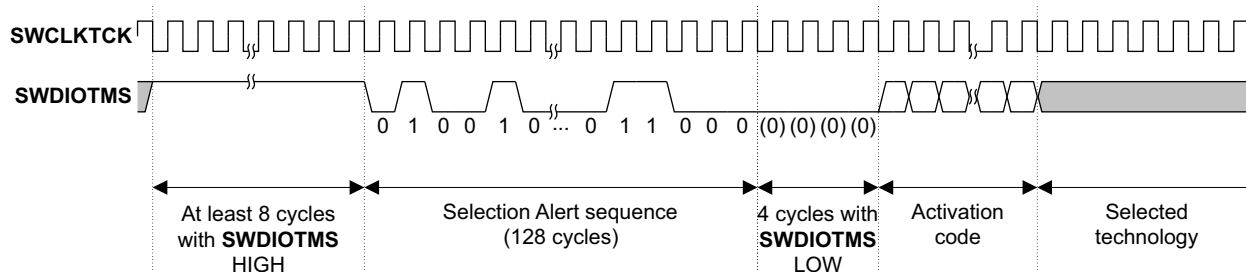 SWCLKTCK
SWDIOTMS
0 1 0 0 1 0 ... 0 1 1 0 0 0 (0) (0) (0) (0)
At least 8 cycles
with SWDIOTMS
HIGH
Selection Alert sequence
(128 cycles)
4 cycles with
SWDIOTMS
LOW
Activation
code
Selected
technology